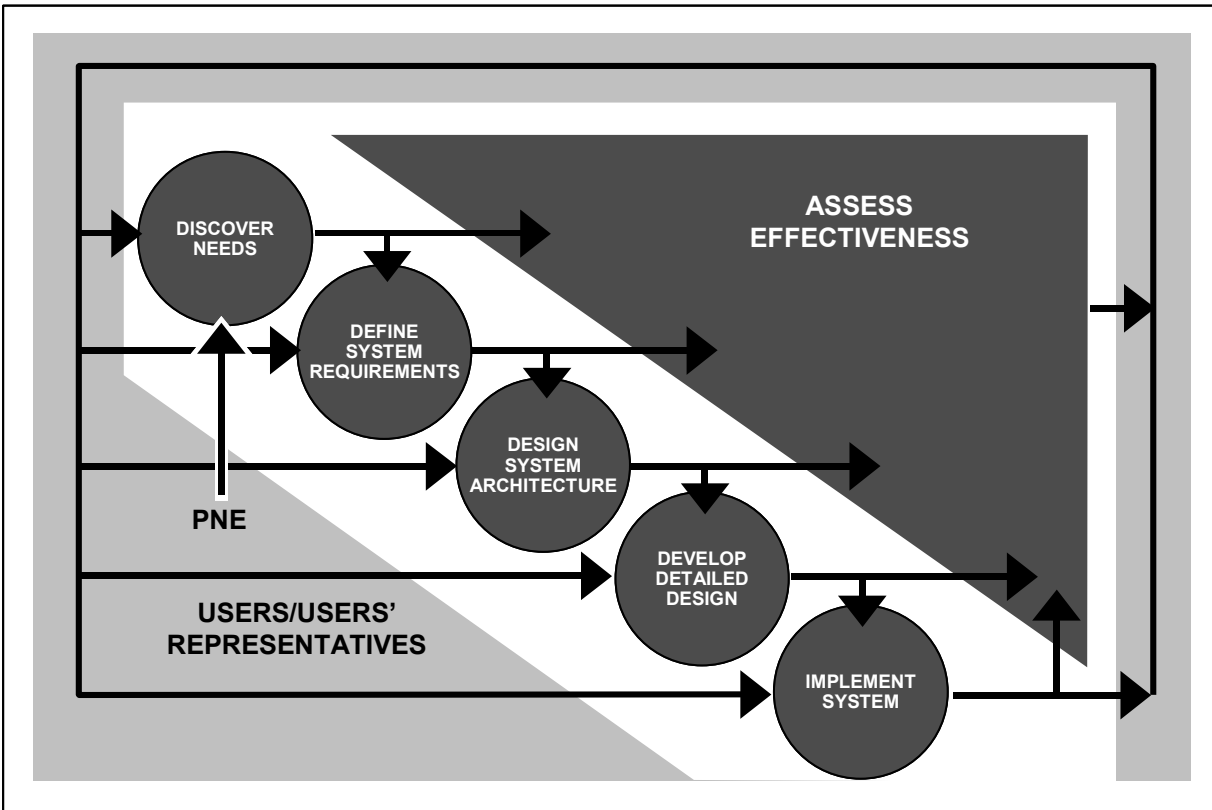 ASSESS
EFFECTIVENESS
DISCOVER
NEEDS
DEFINE
SYSTEM
REQUIREMENTS
DESIGN
SYSTEM
ARCHITECTURE
PNE
DEVELOP
DETAILED
DESIGN
USERS/USERS’
REPRESENTATIVES
IMPLEMENT
SYSTEM